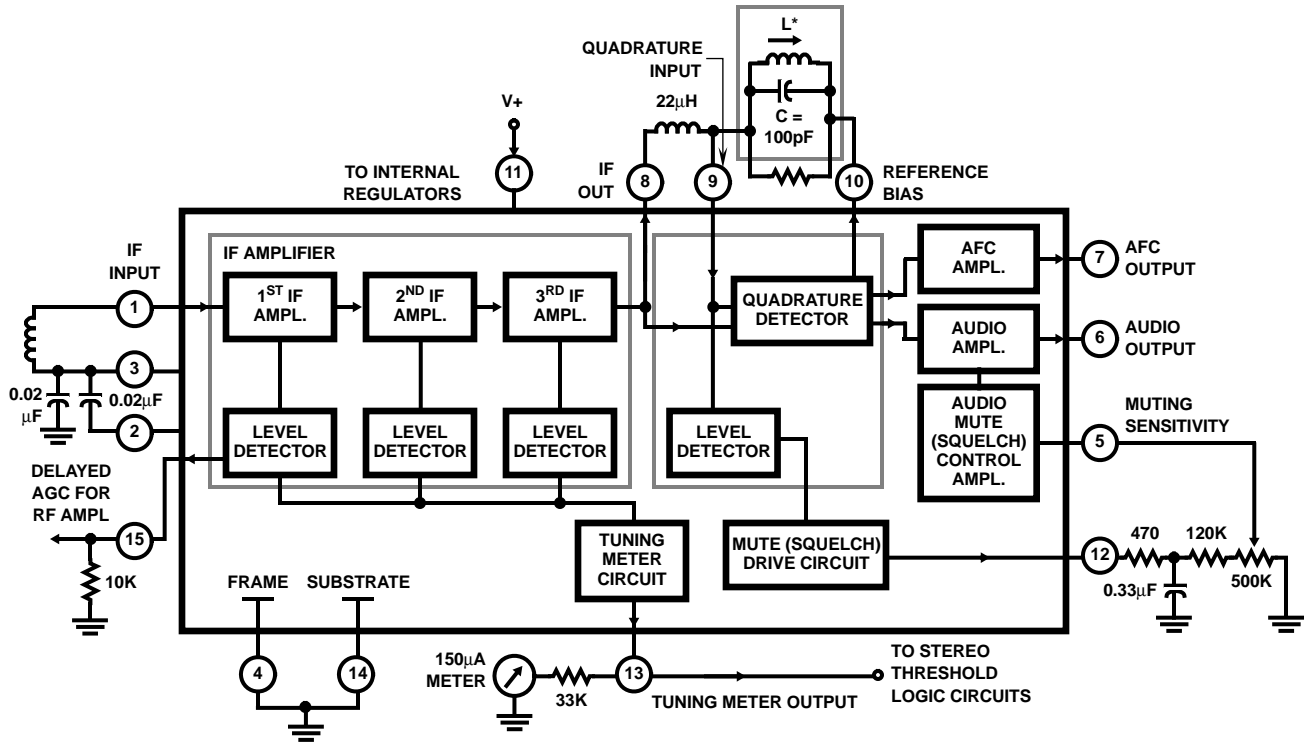 L*
QUADRATURE
INPUT
22μH
C =
100pF
V+
11
TO INTERNAL
REGULATORS
IF
OUT
8
9
10
REFERENCE
BIAS
IF
INPUT
1
3
2
0.02
μF
0.02μF
IF AMPLIFIER
1ST IF
AMPL.
2ND IF
AMPL.
3RD IF
AMPL.
QUADRATURE
DETECTOR
AFC
AMPL.
7
AFC
OUTPUT
AUDIO
AMPL.
6
AUDIO
OUTPUT
LEVEL
DETECTOR
LEVEL
DETECTOR
LEVEL
DETECTOR
LEVEL
DETECTOR
AUDIO
MUTE
(SQUELCH)
CONTROL
AMPL.
5
MUTING
SENSITIVITY
DELAYED
AGC FOR
RF AMPL
15
10K
TUNING
METER
CIRCUIT
MUTE (SQUELCH)
DRIVE CIRCUIT
12
470
120K
0.33μF
500K
FRAME
SUBSTRATE
4
14
150μA
METER
33K
13
TUNING METER OUTPUT
TO STEREO
THRESHOLD
LOGIC CIRCUITS